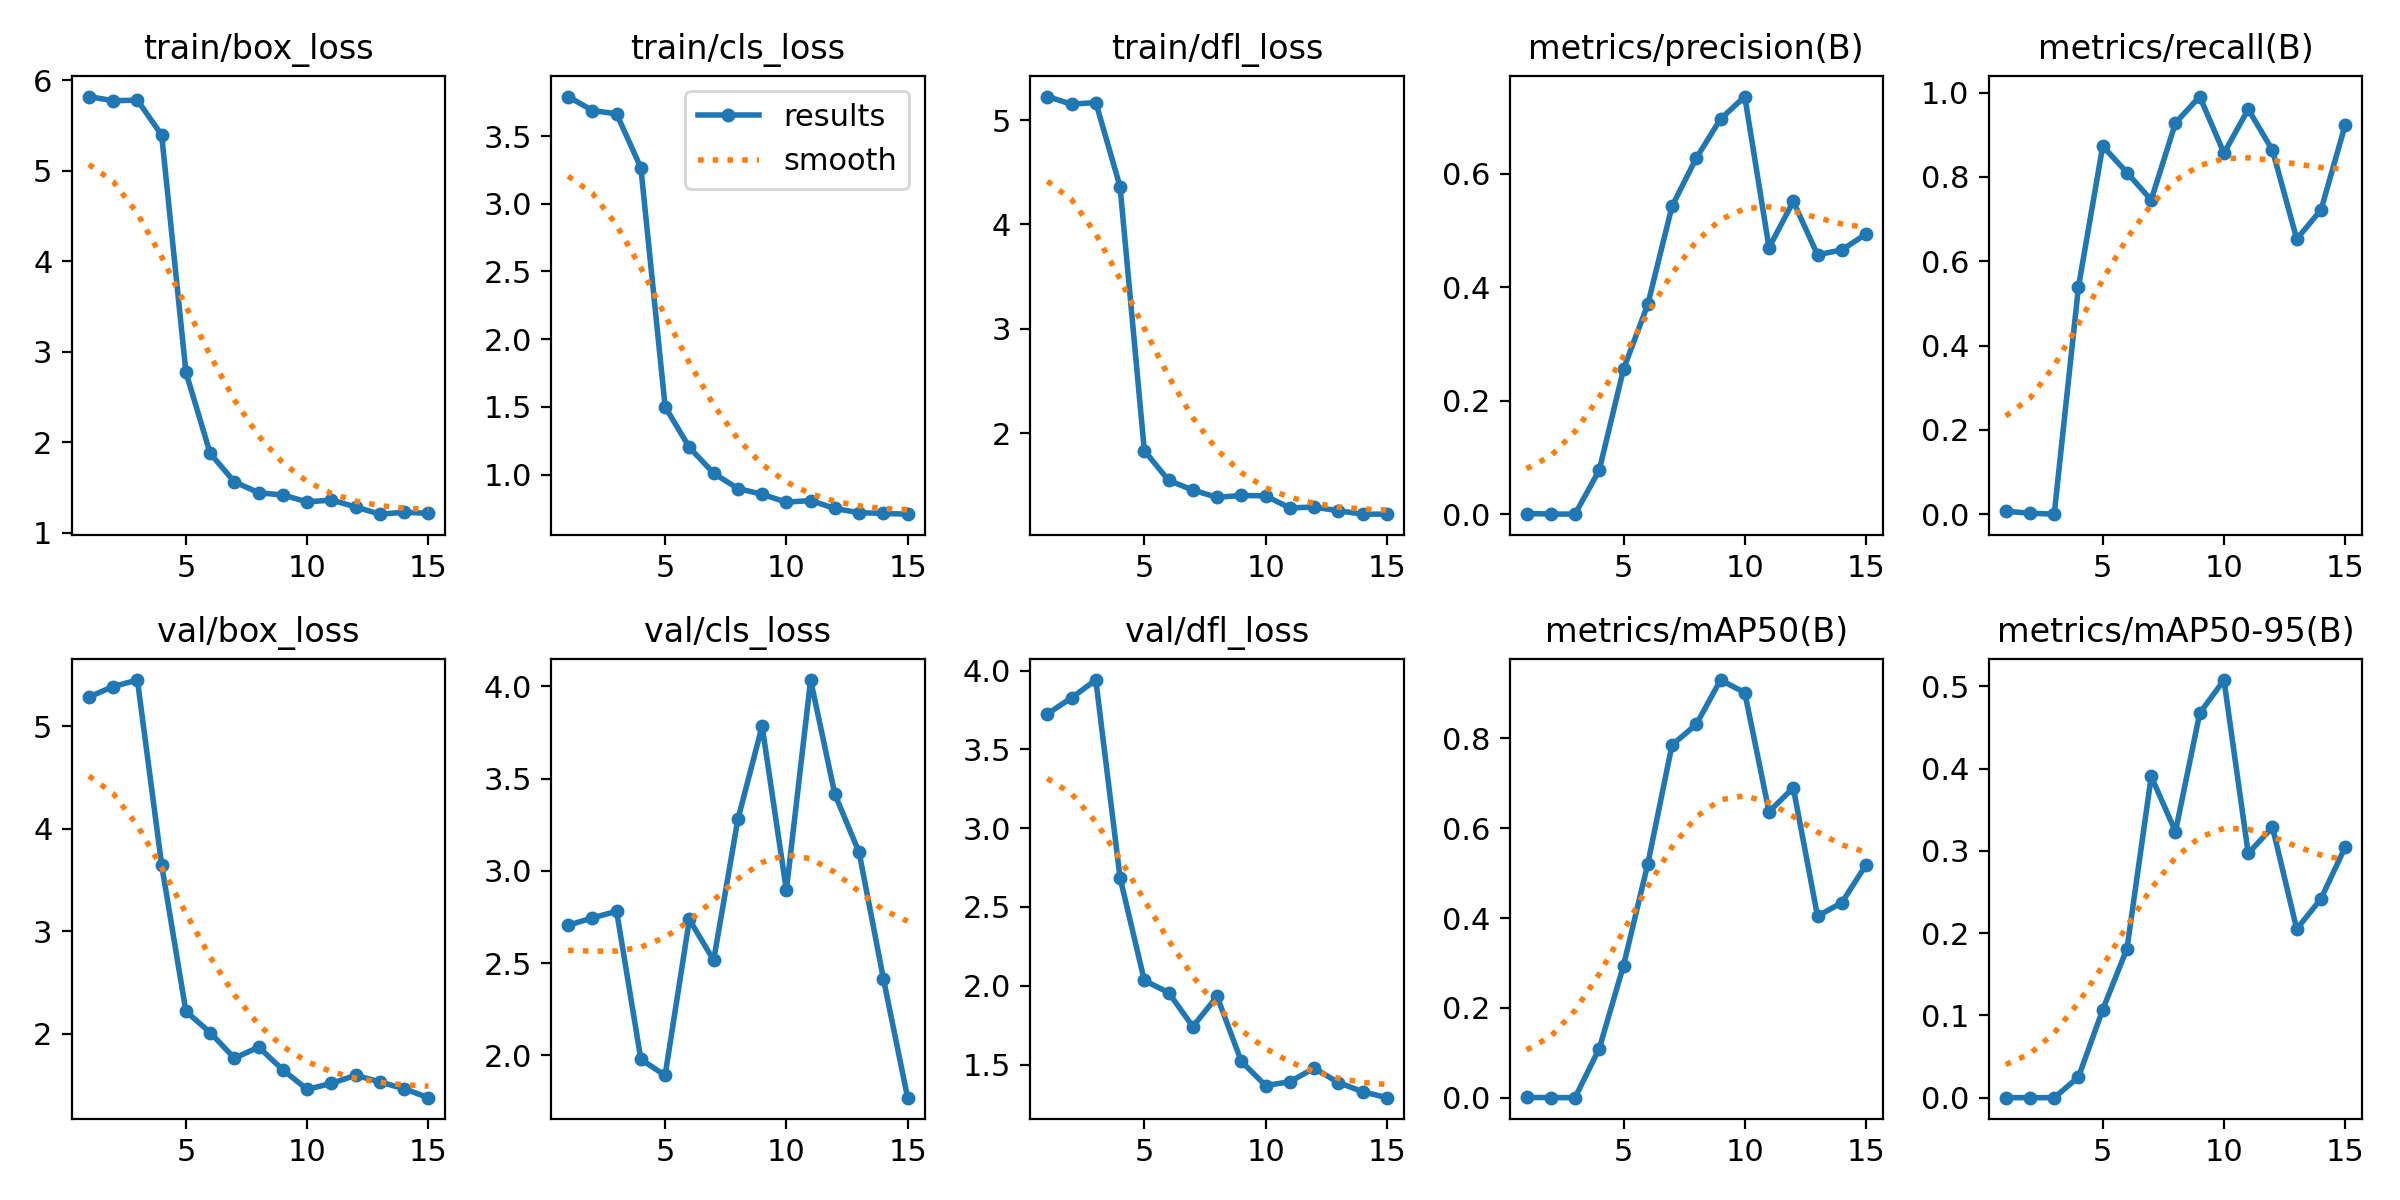 train/box_loss
train/cls_loss
train/dfl_loss
metrics/precision(B)
metrics/recall(B)
6
5
4
3
2
1
5 10 15
results
smooth
3.5
3.0
2.5
2.0
1.5
1.0
5 10 15
5
4
3
2
5 10 15
0.6
0.4
0.2
0.0
5 10 15
1.0
0.8
0.6
0.4
0.2
0.0
5 10 15
val/box_loss
val/cls_loss
val/dfl_loss
metrics/mAP50(B)
metrics/mAP50-95(B)
5
4
3
2
5 10 15
4.0
3.5
3.0
2.5
2.0
5 10 15
4.0
3.5
3.0
2.5
2.0
1.5
5 10 15
0.8
0.6
0.4
0.2
0.0
5 10 15
0.5
0.4
0.3
0.2
0.1
0.0
5 10 15